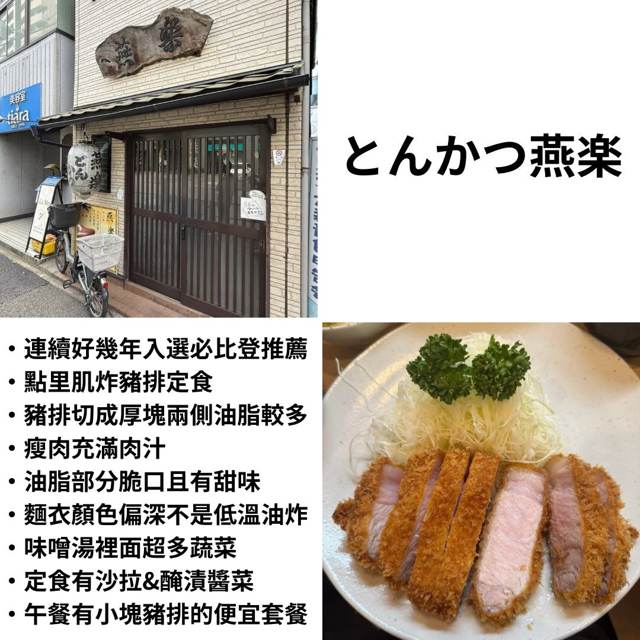 燕楽
美容室
tiara
とんかつ燕楽
・連續好幾年入選必比登推薦
・點里肌炸豬排定食
・豬排切成厚塊兩側油脂較多
・瘦肉充滿肉汁
・油脂部分脆口且有甜味
・麵衣顏色偏深不是低溫油炸
・味噌湯裡面超多蔬菜
・定食有沙拉&醃漬醬菜
・午餐有小塊豬排的便宜套餐